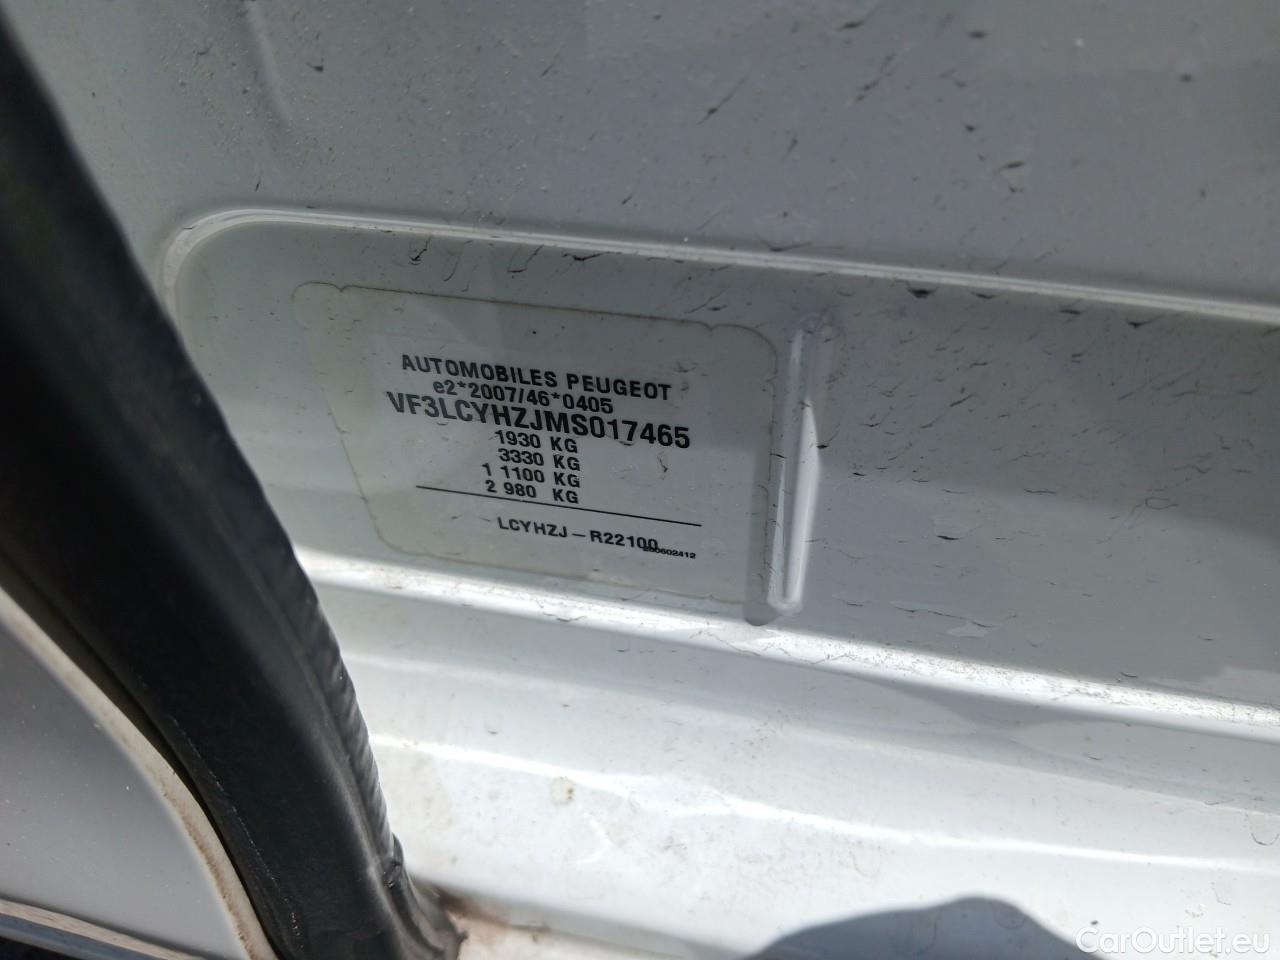 AUTOMOBILES PEUGEOT
e2*2007/46*0405
VF3LCYHZJMS017465
1930 KG
3330 KG
1 1100 KG
2 980 KG
LCYHZJ - R22100
CarOutlet.eu